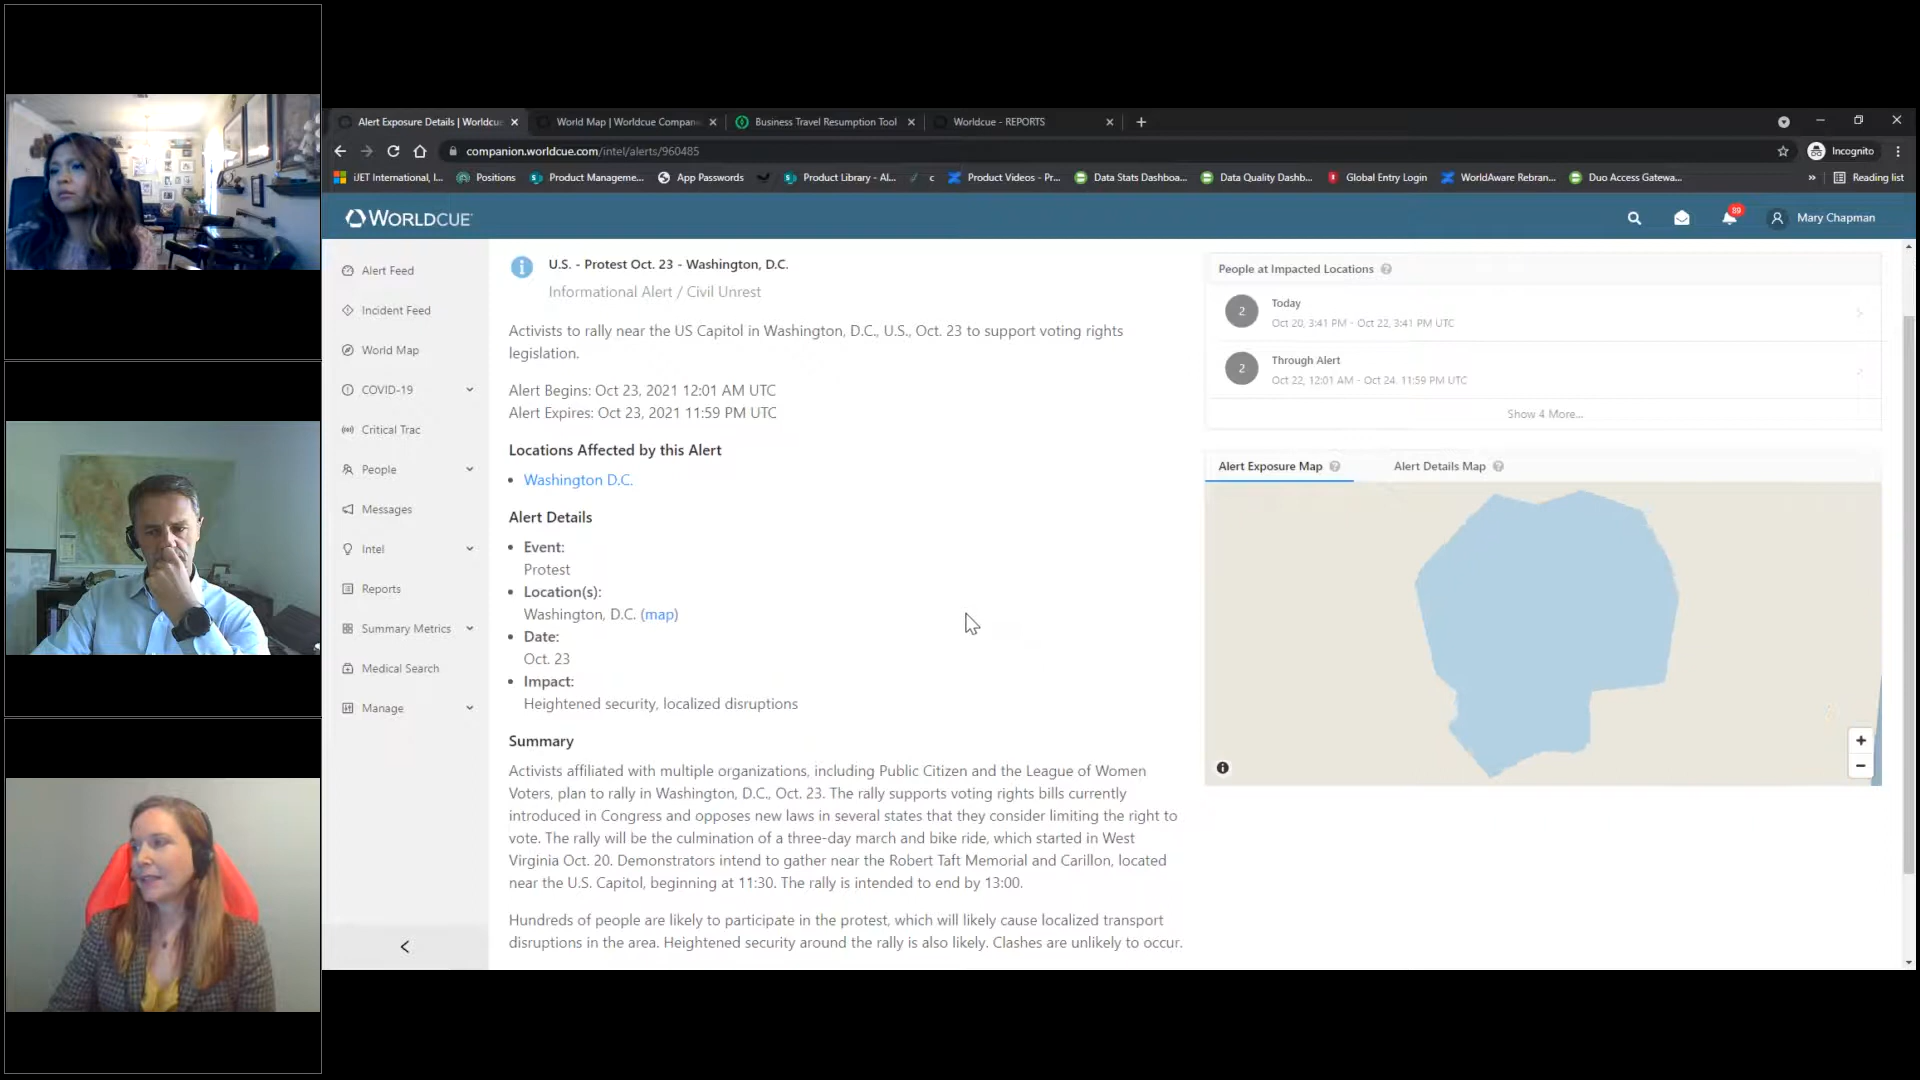 Alert Exposure Details | Worldcue
World Map | Worldcue Compan
Business Travel Resumption Tool
Worldcue - REPORTS
companion.worldcue.com/intel/alerts/960485
Incognito
iJET International, I...
Positions
Product Manageme...
App Passwords
Product Library - Al...
c
Product Videos - Pr...
Data Stats Dashboa...
Data Quality Dashb...
Global Entry Login
WorldAware Rebran...
Duo Access Gatewa...
»
Reading list
WORLDCUE
89
Mary Chapman
Alert Feed
Incident Feed
World Map
COVID-19
Critical Trac
People
Messages
Intel
Reports
Summary Metrics
Medical Search
Manage
U.S. - Protest Oct. 23 - Washington, D.C.
Informational Alert / Civil Unrest
Activists to rally near the US Capitol in Washington, D.C., U.S., Oct. 23 to support voting rights
legislation.
Alert Begins: Oct 23, 2021 12:01 AM UTC
Alert Expires: Oct 23, 2021 11:59 PM UTC
Locations Affected by this Alert
• Washington D.C.
Alert Details
• Event:
Protest
• Location(s):
Washington, D.C. (map)
• Date:
Oct. 23
• Impact:
Heightened security, localized disruptions
Summary
Activists affiliated with multiple organizations, including Public Citizen and the League of Women
Voters, plan to rally in Washington, D.C., Oct. 23. The rally supports voting rights bills currently
introduced in Congress and opposes new laws in several states that they consider limiting the right to
vote. The rally will be the culmination of a three-day march and bike ride, which started in West
Virginia Oct. 20. Demonstrators intend to gather near the Robert Taft Memorial and Carillon, located
near the U.S. Capitol, beginning at 11:30. The rally is intended to end by 13:00.
Hundreds of people are likely to participate in the protest, which will likely cause localized transport
disruptions in the area. Heightened security around the rally is also likely. Clashes are unlikely to occur.
People at Impacted Locations
2
Today
Oct 20, 3:41 PM - Oct 22, 3:41 PM UTC
2
Through Alert
Oct 22, 12:01 AM - Oct 24, 11:59 PM UTC
Show 4 More...
Alert Exposure Map
Alert Details Map